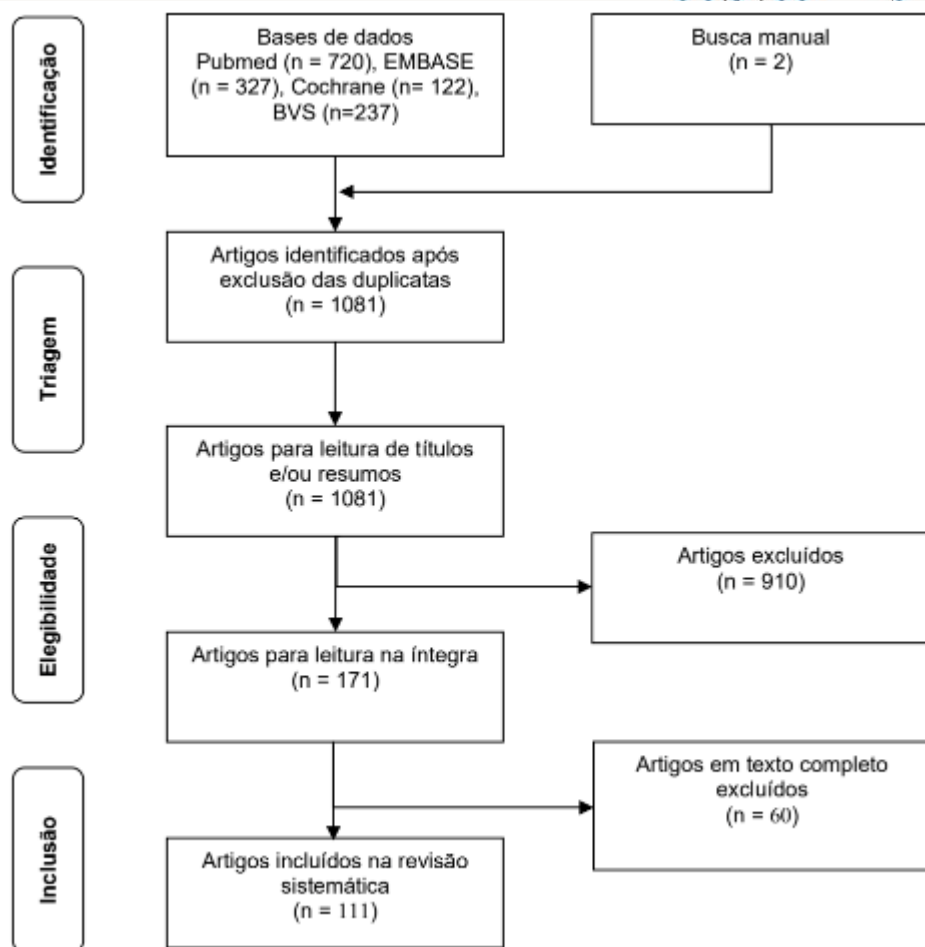 Identificação
Bases de dados
Pubmed (n = 720), EMBASE
(n = 327), Cochrane (n= 122),
BVS (n=237)
Busca manual
(n = 2)
Triagem
Artigos identificados após
exclusão das duplicatas
(n = 1081)
Artigos para leitura de títulos
e/ou resumos
(n = 1081)
Elegibilidade
Artigos excluídos
(n = 910)
Artigos para leitura na íntegra
(n = 171)
Inclusão
Artigos em texto completo
excluídos
(n = 60)
Artigos incluídos na revisão
sistemática
(n = 111)